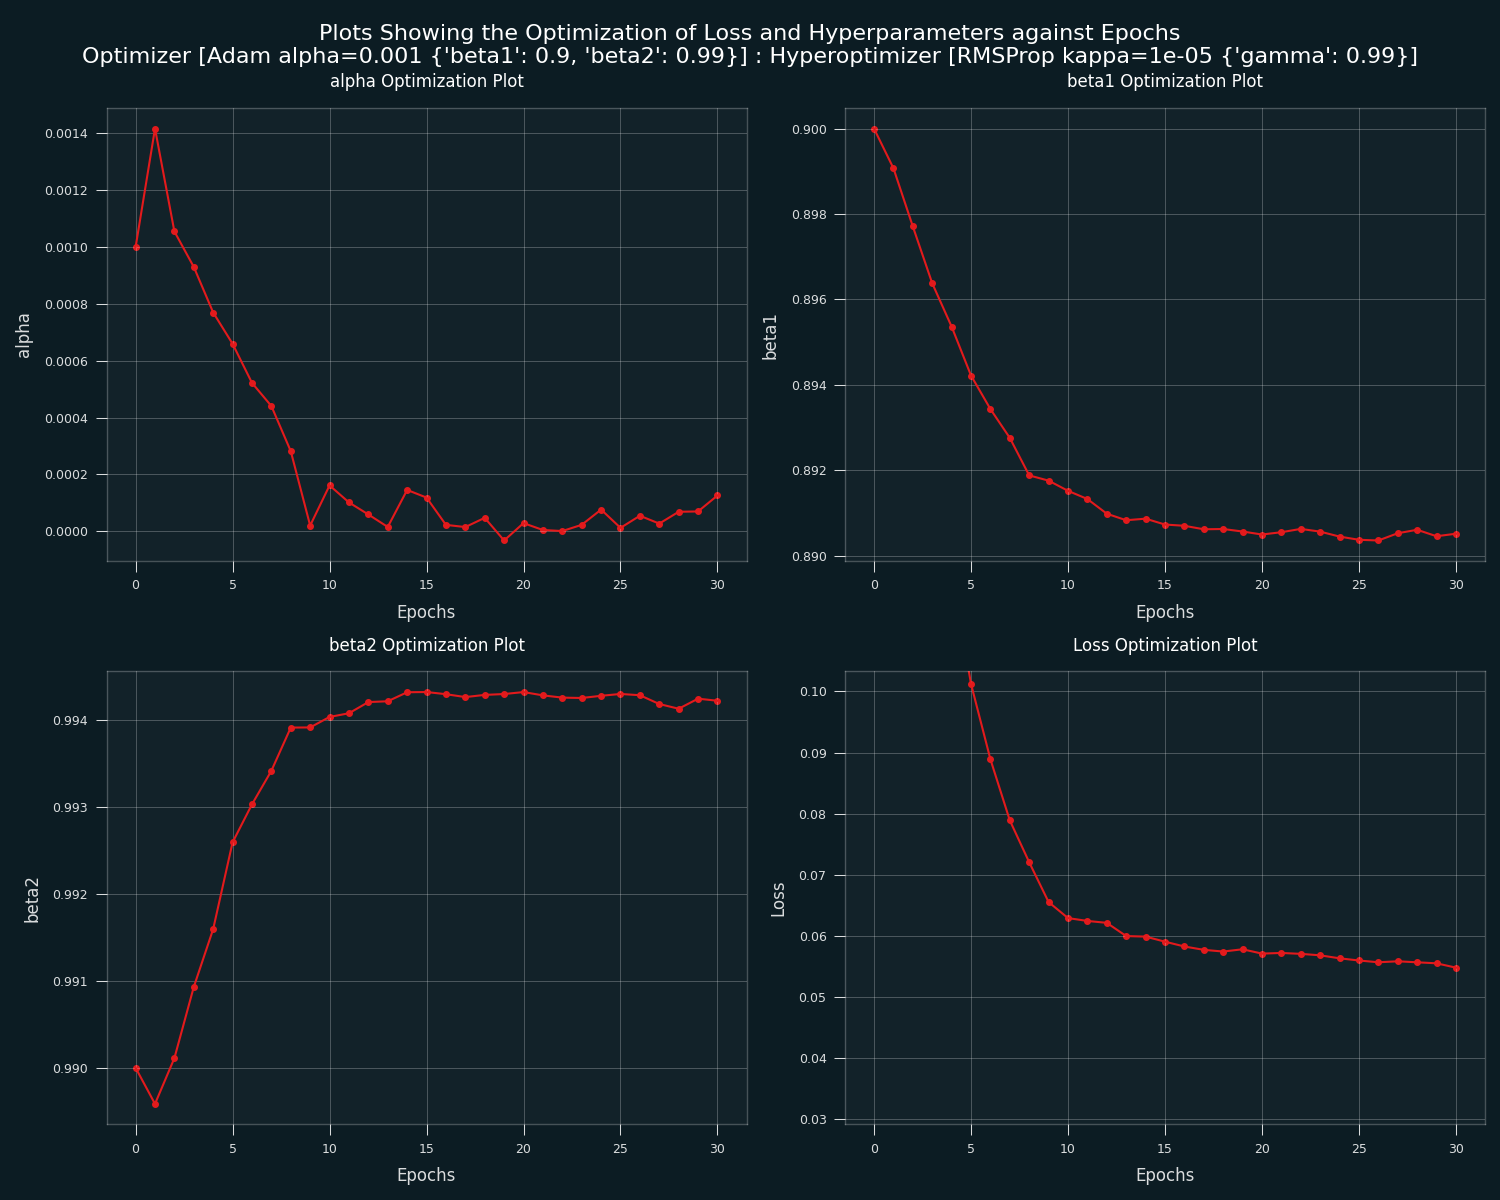 Plots Showing the Optimization of Loss and Hyperparameters against Epochs
Optimizer [Adam alpha=0.001 {'beta1': 0.9, 'beta2': 0.99}] : Hyperoptimizer [RMSProp kappa=1e-05 {'gamma': 0.99}]
alpha Optimization Plot
0.0014
0.0012
0.0010
0.0008
0.0006
0.0004
0.0002
0.0000
alpha
0 5 10 15 20 25 30
Epochs
beta1 Optimization Plot
0.900
0.898
0.896
0.894
0.892
0.890
beta1
0 5 10 15 20 25 30
Epochs
beta2 Optimization Plot
0.994
0.993
0.992
0.991
0.990
beta2
0 5 10 15 20 25 30
Epochs
Loss Optimization Plot
0.10
0.09
0.08
0.07
0.06
0.05
0.04
0.03
Loss
0 5 10 15 20 25 30
Epochs